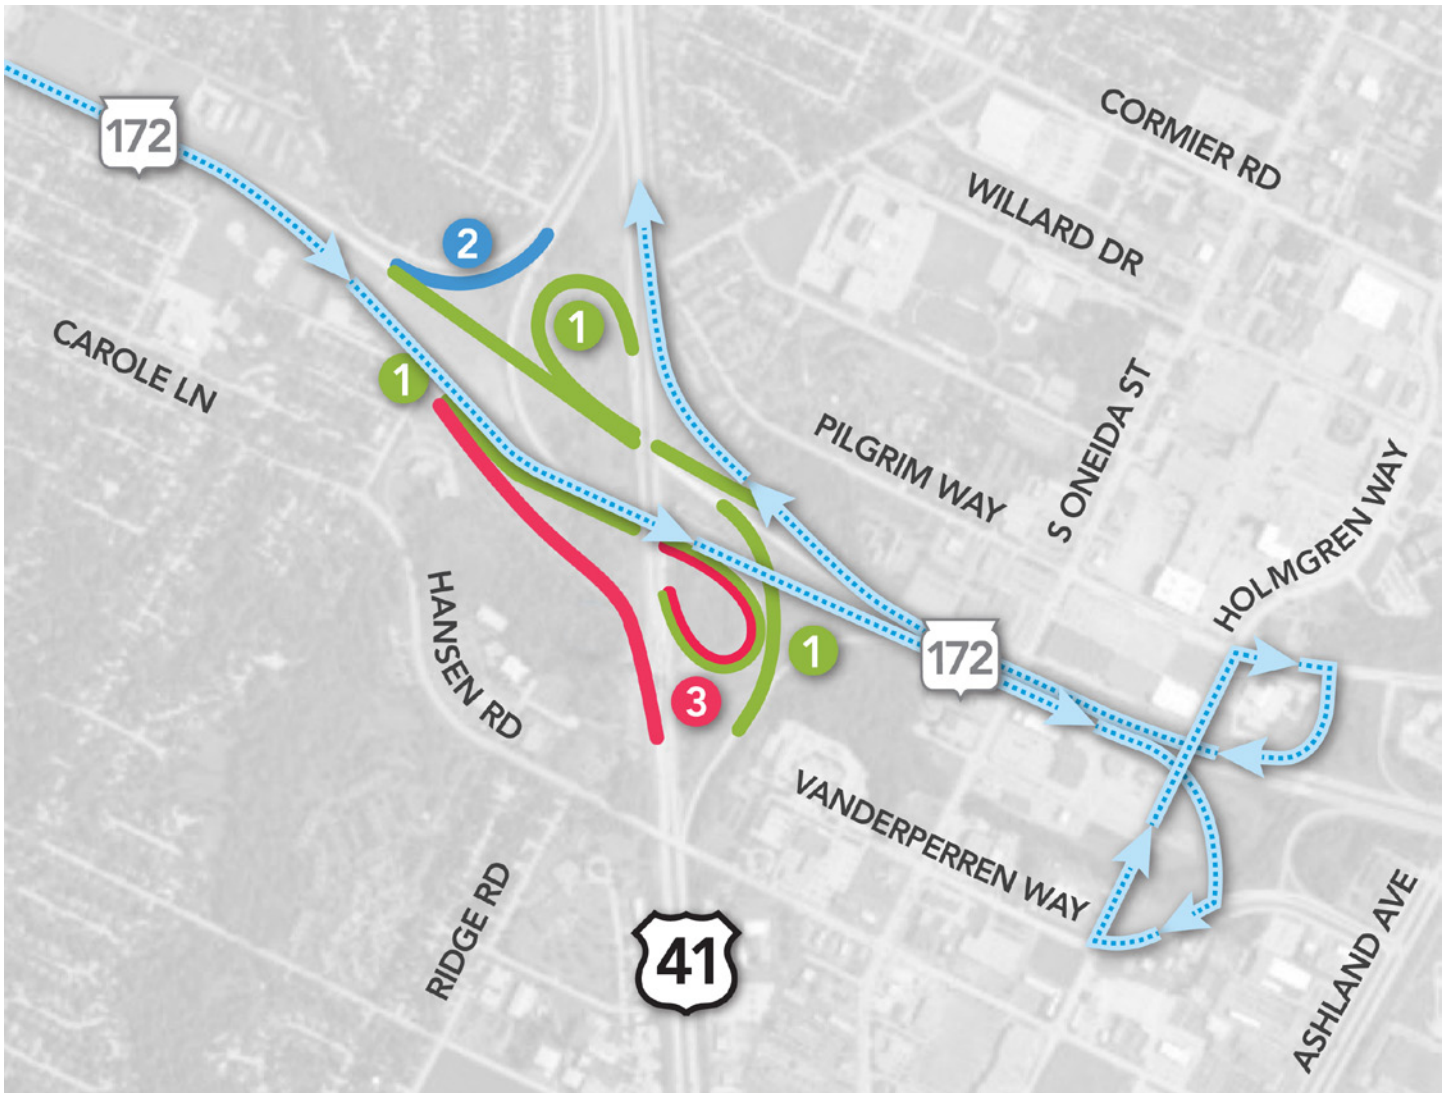 CORMIER RD
172
WILLARD DR
2
1
CAROLE LN
1
S ONEIDA ST
PILGRIM WAY
HOLMGREN WAY
HANSEN RD
1
172
3
VANDERPERREN WAY
RIDGE RD
41
ASHLAND AVE